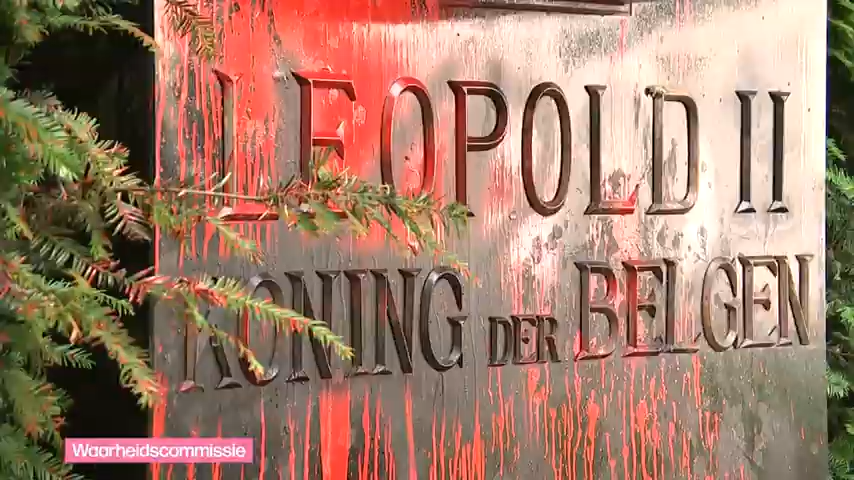 LEOPOLD II
KONING DER BELGEN
Waarheidscommissie